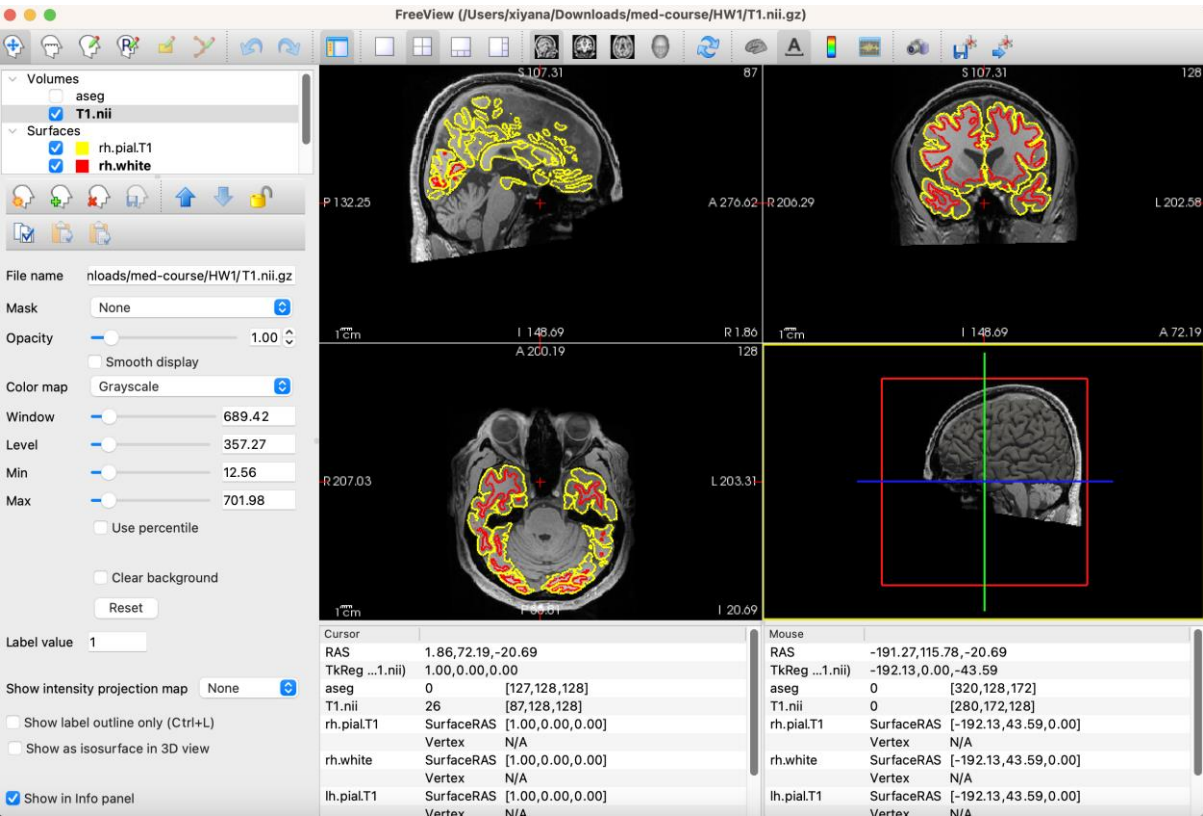 FreeView (/Users/xiyana/Downloads/med-course/HW1/T1.nii.gz)
R
A
Volumes
aseg
T1.nii
Surfaces
rh.pial.T1
rh.white
File name nloads/med-course/HW1/T1.nii.gz
Mask None
Opacity 1.00
Smooth display
Color map Grayscale
Window 689.42
Level 357.27
Min 12.56
Max 701.98
Use percentile
Clear background
Reset
Label value 1
Show intensity projection map None
Show label outline only (Ctrl+L)
Show as isosurface in 3D view
Show in Info panel
S 107.31 87
P 132.25 A 276.62
1 cm I 148.69 R 1.86
S 107.31 128
R 206.29 L 202.58
1 cm I 148.69 A 72.19
A 200.19 128
R 207.03 L 203.31
1 cm I 20.69
Cursor
RAS 1.86,72.19,-20.69
TkReg ...1.nii) 1.00,0.00,0.00
aseg 0 [127,128,128]
T1.nii 26 [87,128,128]
rh.pial.T1 SurfaceRAS [1.00,0.00,0.00]
Vertex N/A
rh.white SurfaceRAS [1.00,0.00,0.00]
Vertex N/A
lh.pial.T1 SurfaceRAS [1.00,0.00,0.00]
Vertex N/A
Mouse
RAS -191.27,115.78,-20.69
TkReg ...1.nii) -192.13,0.00,-43.59
aseg 0 [320,128,172]
T1.nii 0 [280,172,128]
rh.pial.T1 SurfaceRAS [-192.13,43.59,0.00]
Vertex N/A
rh.white SurfaceRAS [-192.13,43.59,0.00]
Vertex N/A
lh.pial.T1 SurfaceRAS [-192.13,43.59,0.00]
Vertex N/A